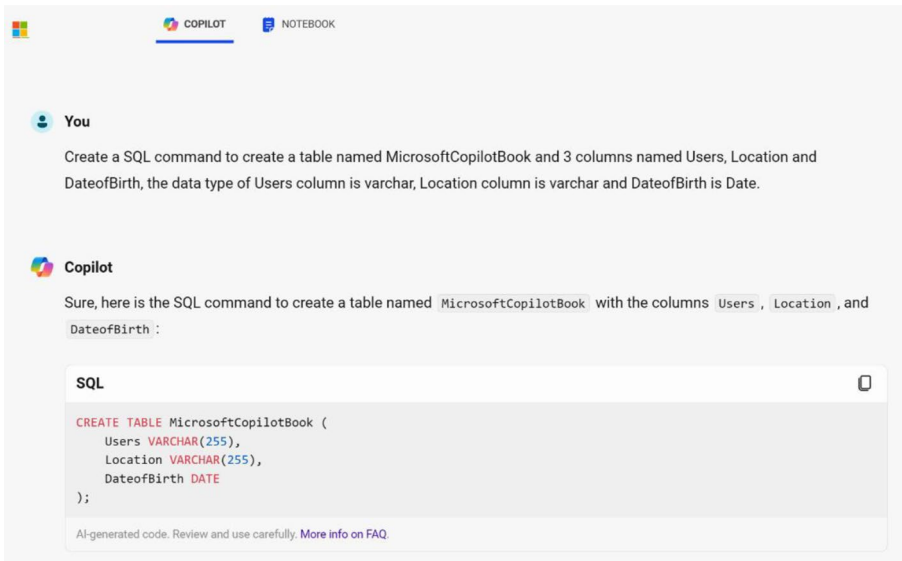 COPILOT NOTEBOOK
You
Create a SQL command to create a table named MicrosoftCopilotBook and 3 columns named Users, Location and
DateofBirth, the data type of Users column is varchar, Location column is varchar and DateofBirth is Date.
Copilot
Sure, here is the SQL command to create a table named MicrosoftCopilotBook with the columns Users, Location, and
DateofBirth:
SQL
CREATE TABLE MicrosoftCopilotBook (
    Users VARCHAR(255),
    Location VARCHAR(255),
    DateofBirth DATE
);
AI-generated code. Review and use carefully. More info on FAQ.